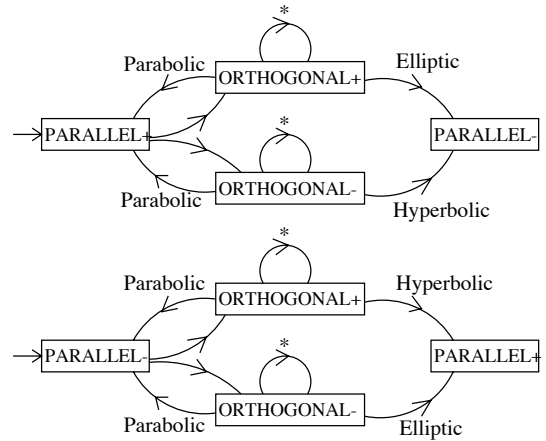 *
Parabolic
Elliptic
ORTHOGONAL+
PARALLEL+
PARALLEL-
*
ORTHOGONAL-
Parabolic
Hyperbolic
*
Parabolic
Hyperbolic
ORTHOGONAL+
PARALLEL-
PARALLEL+
*
ORTHOGONAL-
Parabolic
Elliptic